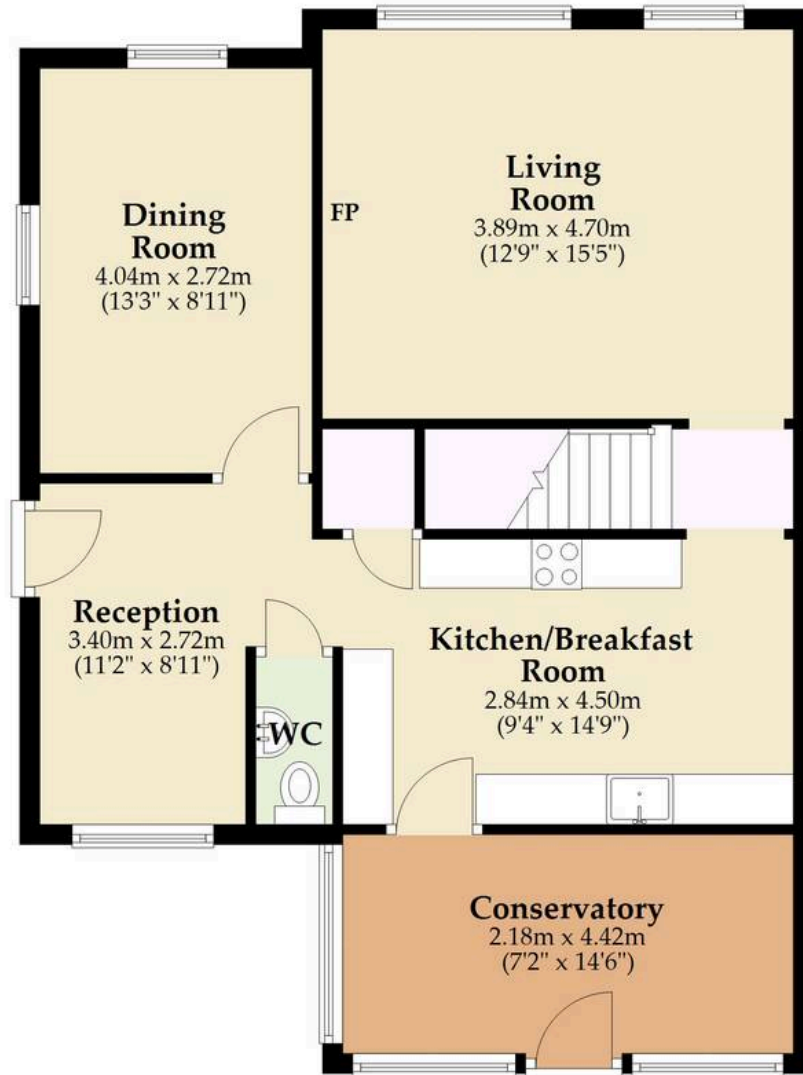 Living
Room
3.89m x 4.70m
(12'9" x 15'5")
FP
Dining
Room
4.04m x 2.72m
(13'3" x 8'11")
Reception
3.40m x 2.72m
(11'2" x 8'11")
Kitchen/Breakfast
Room
2.84m x 4.50m
(9'4" x 14'9")
WC
Conservatory
2.18m x 4.42m
(7'2" x 14'6")